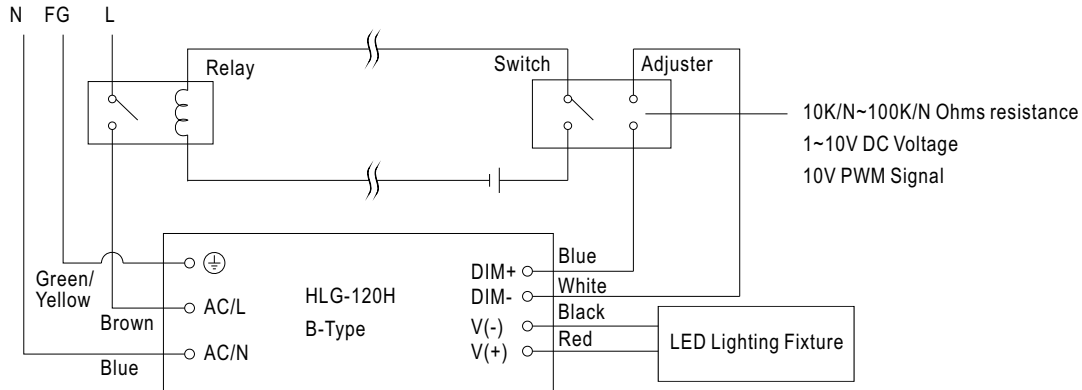 N FG L
Relay
Switch
Adjuster
10K/N~100K/N Ohms resistance
1~10V DC Voltage
10V PWM Signal
Green/
Yellow
Brown
Blue
AC/L
AC/N
HLG-120H
B-Type
DIM+
DIM-
V(-)
V(+)
Blue
White
Black
Red
LED Lighting Fixture